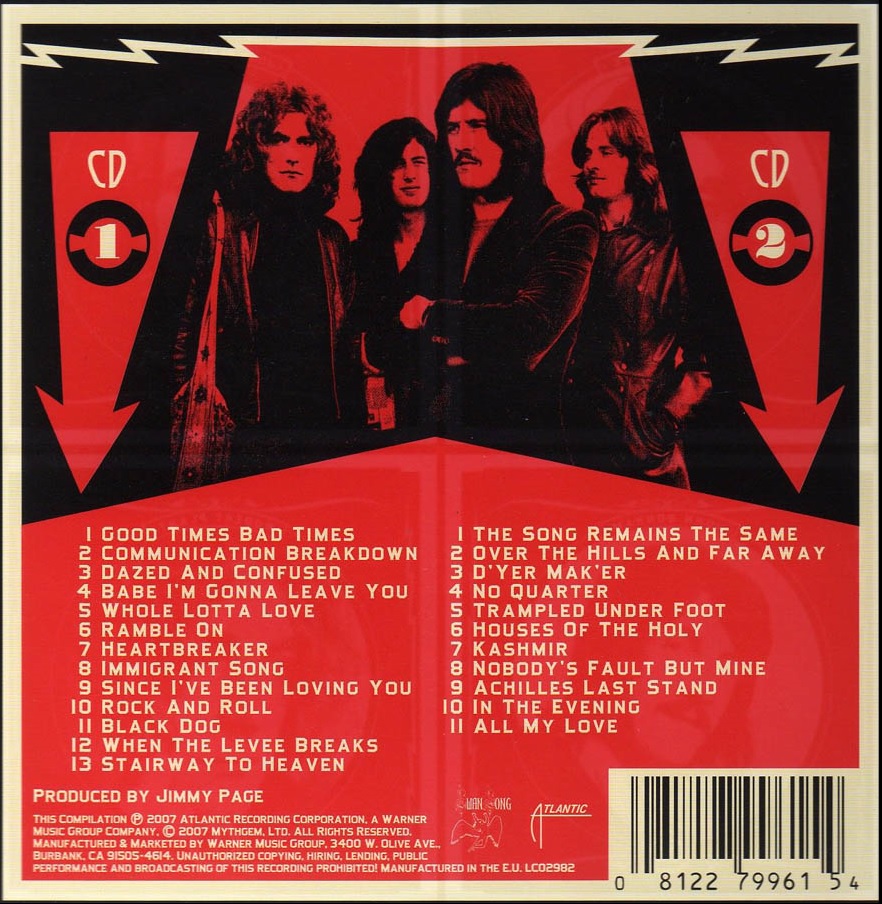 CD
1
CD
2
1 GOOD TIMES BAD TIMES
2 COMMUNICATION BREAKDOWN
3 DAZED AND CONFUSED
4 BABE I'M GONNA LEAVE YOU
5 WHOLE LOTTA LOVE
6 RAMBLE ON
7 HEARTBREAKER
8 IMMIGRANT SONG
9 SINCE I'VE BEEN LOVING YOU
10 ROCK AND ROLL
11 BLACK DOG
12 WHEN THE LEVEE BREAKS
13 STAIRWAY TO HEAVEN
1 THE SONG REMAINS THE SAME
2 OVER THE HILLS AND FAR AWAY
3 D'YER MAK'ER
4 NO QUARTER
5 TRAMPLED UNDER FOOT
6 HOUSES OF THE HOLY
7 KASHMIR
8 NOBODY'S FAULT BUT MINE
9 ACHILLES LAST STAND
10 IN THE EVENING
11 ALL MY LOVE
PRODUCED BY JIMMY PAGE
THIS COMPILATION ℗ 2007 ATLANTIC RECORDING CORPORATION, A WARNER
MUSIC GROUP COMPANY. © 2007 MYTHGEM, LTD. ALL RIGHTS RESERVED.
MANUFACTURED & MARKETED BY WARNER MUSIC GROUP, 3400 W. OLIVE AVE.,
BURBANK, CA 91505-4614. UNAUTHORIZED COPYING, HIRING, LENDING, PUBLIC
PERFORMANCE AND BROADCASTING OF THIS RECORDING PROHIBITED! MANUFACTURED IN THE E.U. LC02982
SWAN SONG
ATLANTIC
0 8122 79961 5 4